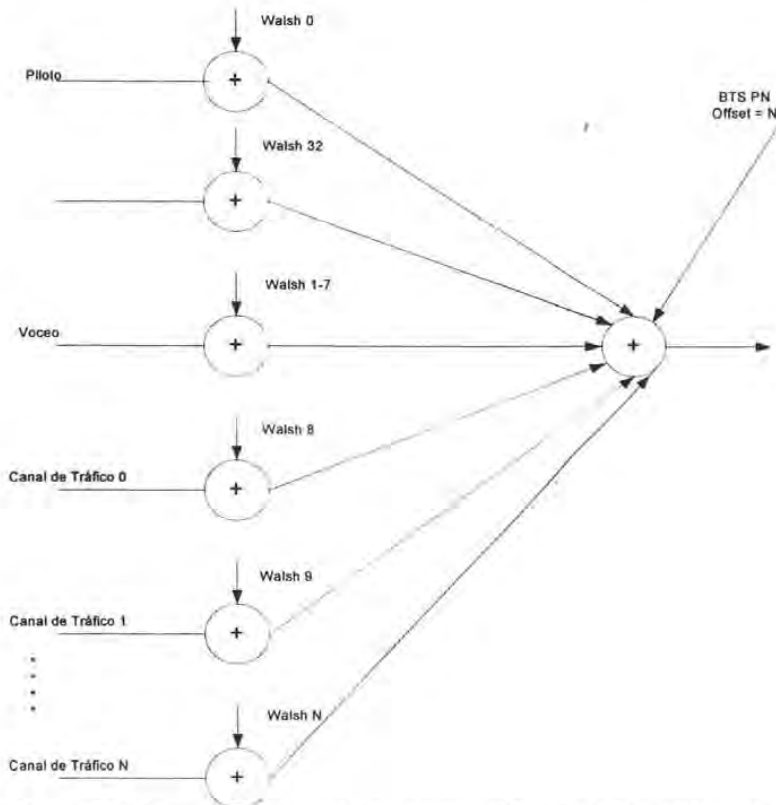 Walsh 0
Piloto
BTS PN
Offset = N
Walsh 32
+
+
Walsh 1-7
Voceo
+
+
Walsh 8
Canal de Tráfico 0
+
Walsh 9
Canal de Tráfico 1
+
Walsh N
Canal de Tráfico N
+